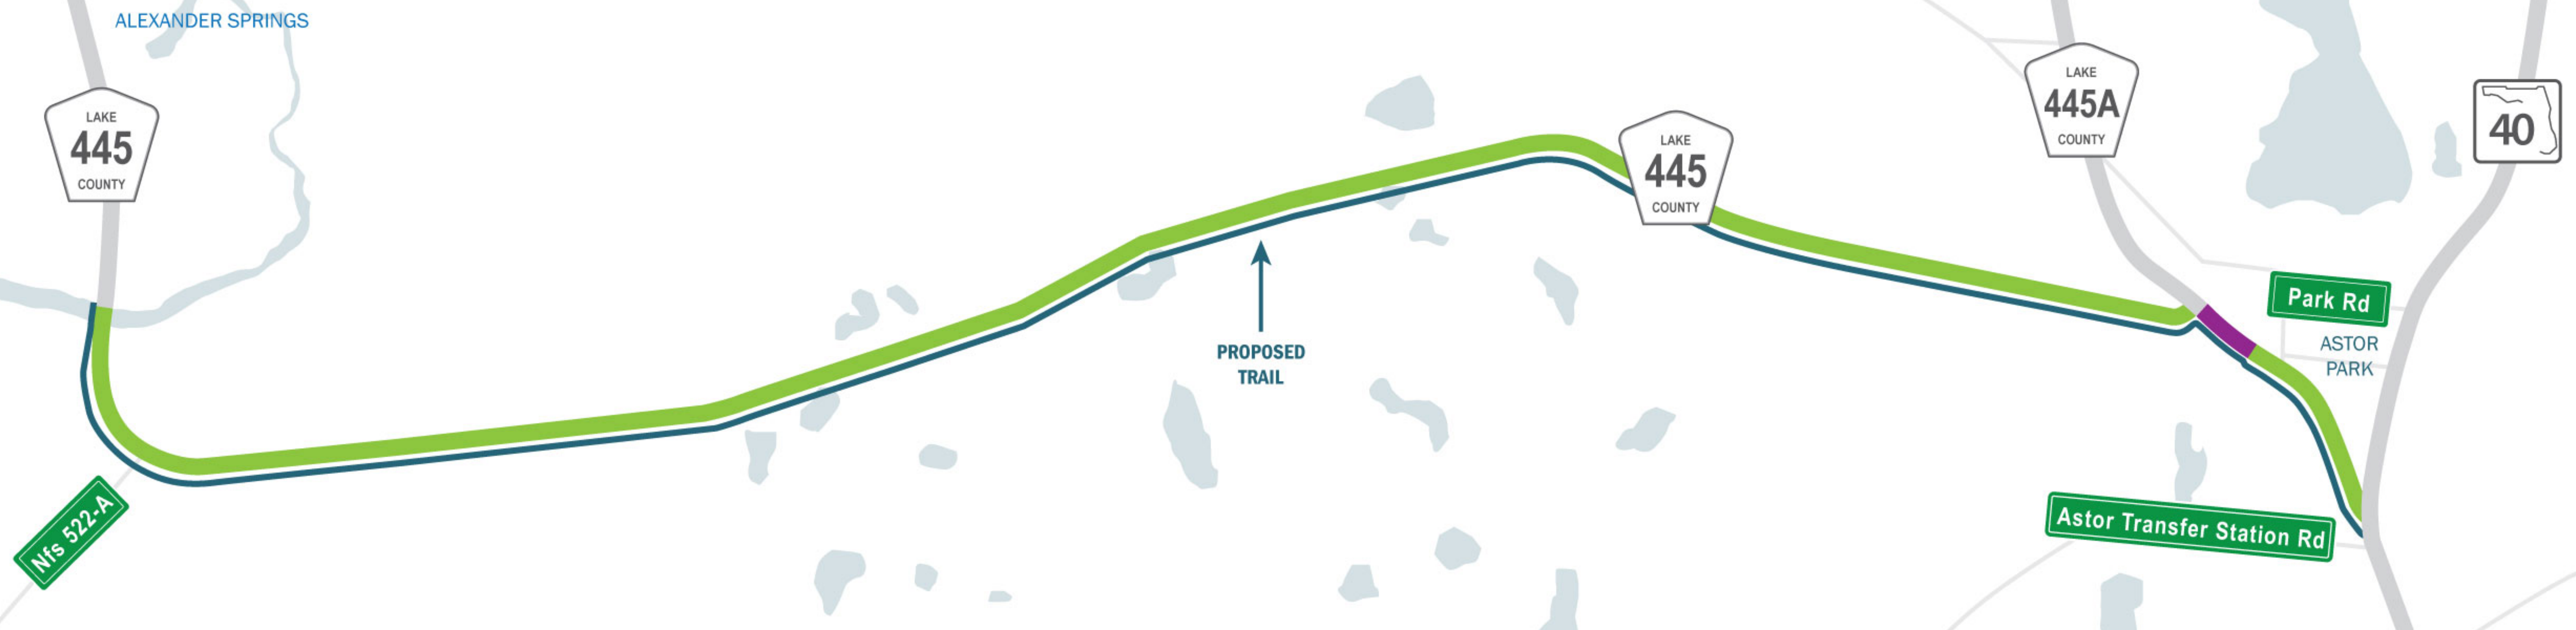 ALEXANDER SPRINGS
LAKE
445
COUNTY
LAKE
445
COUNTY
LAKE
445A
COUNTY
40
Park Rd
ASTOR
PARK
PROPOSED
TRAIL
Nfs 522-A
Astor Transfer Station Rd